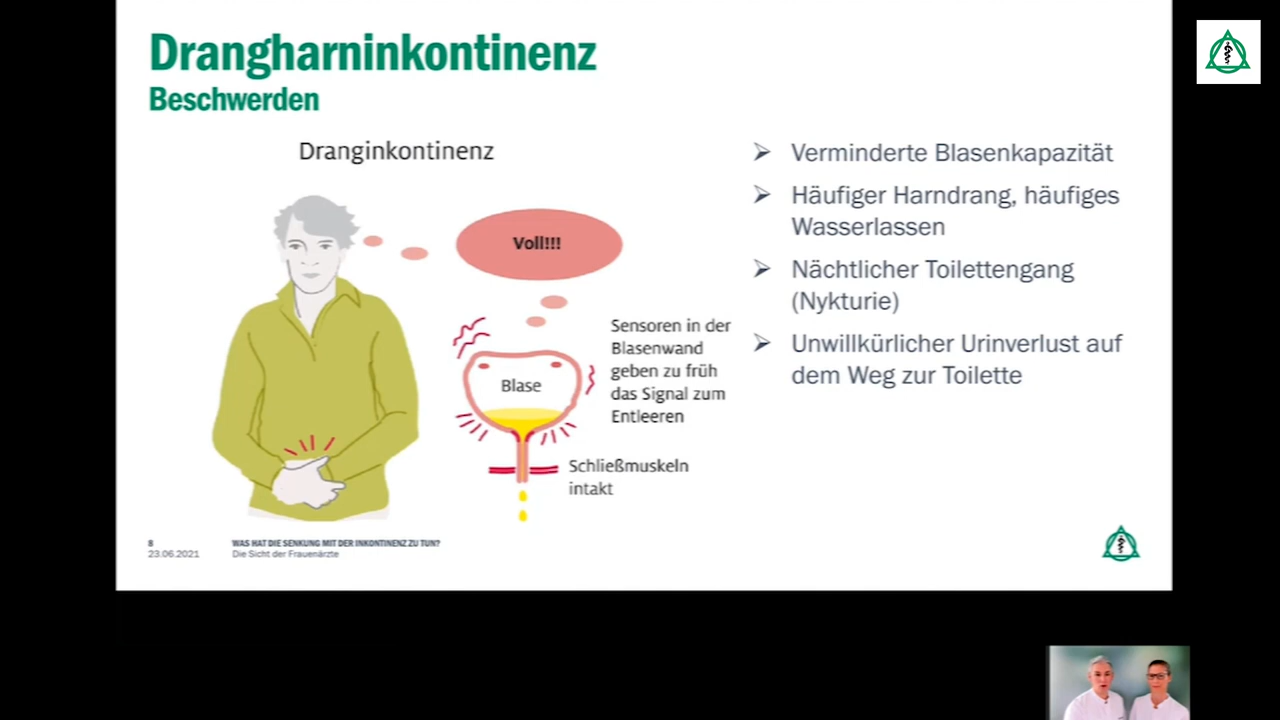 Drangharninkontinenz
Beschwerden
Dranginkontinenz
Voll!!!
Sensoren in der
Blasenwand
geben zu früh
das Signal zum
Entleeren
Blase
Schließmuskeln
intakt
Verminderte Blasenkapazität
Häufiger Harndrang, häufiges
Wasserlassen
Nächtlicher Toilettengang
(Nykturie)
Unwillkürlicher Urinverlust auf
dem Weg zur Toilette
8
23.06.2021
WAS HAT DIE SENKUNG MIT DER INKONTINENZ ZU TUN?
Die Sicht der Frauenärzte